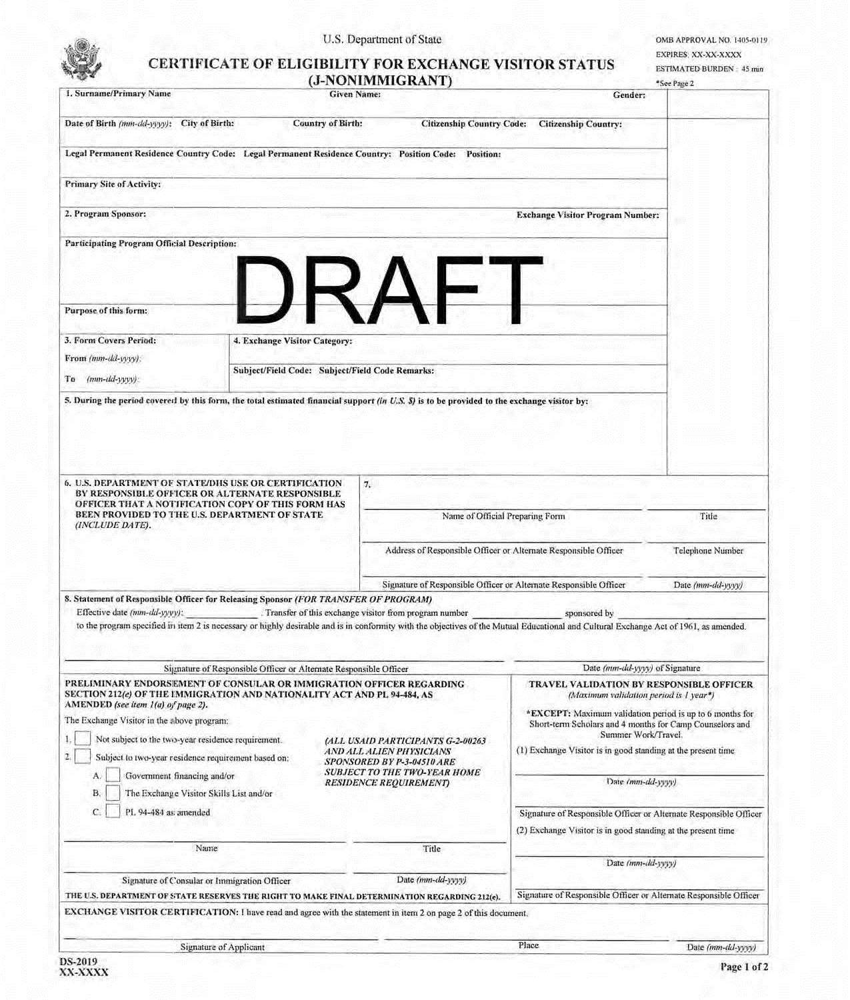 U.S. Department of State
OMB APPROVAL NO. 1405-0119
EXPIRES: XX-XX-XXXX
ESTIMATED BURDEN : 45 min
*See Page 2
CERTIFICATE OF ELIGIBILITY FOR EXCHANGE VISITOR STATUS
(J-NONIMMIGRANT)
1. Surname/Primary Name Given Name: Gender:
Date of Birth (mm-dd-yyyy): City of Birth: Country of Birth: Citizenship Country Code: Citizenship Country:
Legal Permanent Residence Country Code: Legal Permanent Residence Country: Position Code: Position:
Primary Site of Activity:
2. Program Sponsor: Exchange Visitor Program Number:
Participating Program Official Description:
DRAFT
Purpose of this form:
3. Form Covers Period:
From (mm-dd-yyyy):
To (mm-dd-yyyy):
4. Exchange Visitor Category:
Subject/Field Code: Subject/Field Code Remarks:
5. During the period covered by this form, the total estimated financial support (in U.S. $) is to be provided to the exchange visitor by:
6. U.S. DEPARTMENT OF STATE/DHS USE OR CERTIFICATION
BY RESPONSIBLE OFFICER OR ALTERNATE RESPONSIBLE
OFFICER THAT A NOTIFICATION COPY OF THIS FORM HAS
BEEN PROVIDED TO THE U.S. DEPARTMENT OF STATE
(INCLUDE DATE).
7.
Name of Official Preparing Form Title
Address of Responsible Officer or Alternate Responsible Officer Telephone Number
Signature of Responsible Officer or Alternate Responsible Officer Date (mm-dd-yyyy)
8. Statement of Responsible Officer for Releasing Sponsor (FOR TRANSFER OF PROGRAM)
Effective date (mm-dd-yyyy): . Transfer of this exchange visitor from program number sponsored by
to the program specified in item 2 is necessary or highly desirable and is in conformity with the objectives of the Mutual Educational and Cultural Exchange Act of 1961, as amended.
Signature of Responsible Officer or Alternate Responsible Officer Date (mm-dd-yyyy) of Signature
PRELIMINARY ENDORSEMENT OF CONSULAR OR IMMIGRATION OFFICER REGARDING
SECTION 212(e) OF THE IMMIGRATION AND NATIONALITY ACT AND PL 94-484, AS
AMENDED (see item 1(a) of page 2).
The Exchange Visitor in the above program:
1. Not subject to the two-year residence requirement.
2. Subject to two-year residence requirement based on:
A. Government financing and/or
B. The Exchange Visitor Skills List and/or
C. PL 94-484 as amended
(ALL USAID PARTICIPANTS G-2-00263
AND ALL ALIEN PHYSICIANS
SPONSORED BY P-3-04510 ARE
SUBJECT TO THE TWO-YEAR HOME
RESIDENCE REQUIREMENT)
Name Title
Signature of Consular or Immigration Officer Date (mm-dd-yyyy)
THE U.S. DEPARTMENT OF STATE RESERVES THE RIGHT TO MAKE FINAL DETERMINATION REGARDING 212(e).
TRAVEL VALIDATION BY RESPONSIBLE OFFICER
(Maximum validation period is 1 year*)
*EXCEPT: Maximum validation period is up to 6 months for
Short-term Scholars and 4 months for Camp Counselors and
Summer Work/Travel.
(1) Exchange Visitor is in good standing at the present time
Date (mm-dd-yyyy)
Signature of Responsible Officer or Alternate Responsible Officer
(2) Exchange Visitor is in good standing at the present time
Date (mm-dd-yyyy)
Signature of Responsible Officer or Alternate Responsible Officer
EXCHANGE VISITOR CERTIFICATION: I have read and agree with the statement in item 2 on page 2 of this document.
Signature of Applicant Place Date (mm-dd-yyyy)
DS-2019
XX-XXXX
Page 1 of 2